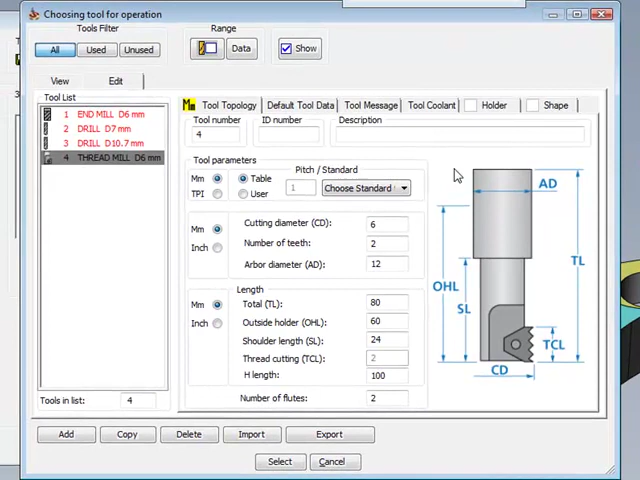 Choosing tool for operation
Tools Filter
Range
All
Used
Unused
Data
Show
View
Edit
Tool List
1 END MILL D6 mm
2 DRILL D7 mm
3 DRILL D10.7 mm
4 THREAD MILL D6 mm
Tools in list: 4
Mm Tool Topology
Default Tool Data
Tool Message
Tool Coolant
Holder
Shape
Tool number
4
ID number
Description
Tool parameters
Pitch / Standard
Mm
TPI
Table
User
1
Choose Standard
Mm
Inch
Cutting diameter (CD): 6
Number of teeth: 2
Arbor diameter (AD): 12
Length
Mm
Inch
Total (TL): 80
Outside holder (OHL): 60
Shoulder length (SL): 24
Thread cutting (TCL): 2
H length: 100
Number of flutes: 2
AD
TL
OHL
SL
TCL
CD
Add
Copy
Delete
Import
Export
Select
Cancel